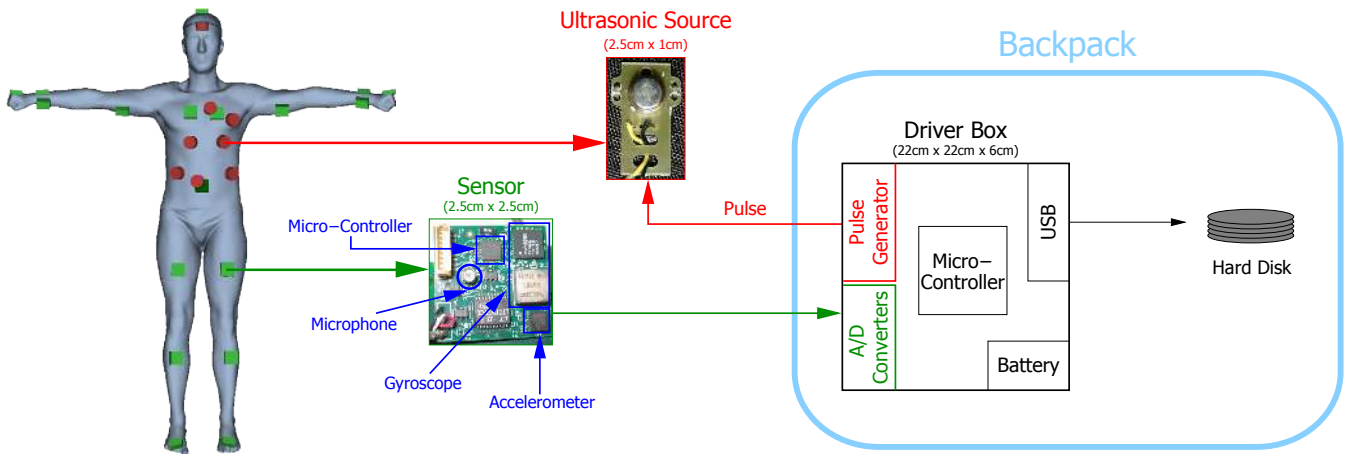 Ultrasonic Source
(2.5cm x 1cm)
Backpack
Driver Box
(22cm x 22cm x 6cm)
Sensor
(2.5cm x 2.5cm)
Micro−Controller
Microphone
Gyroscope
Accelerometer
Pulse
Pulse
Generator
A/D
Converters
Micro−
Controller
USB
Battery
Hard Disk